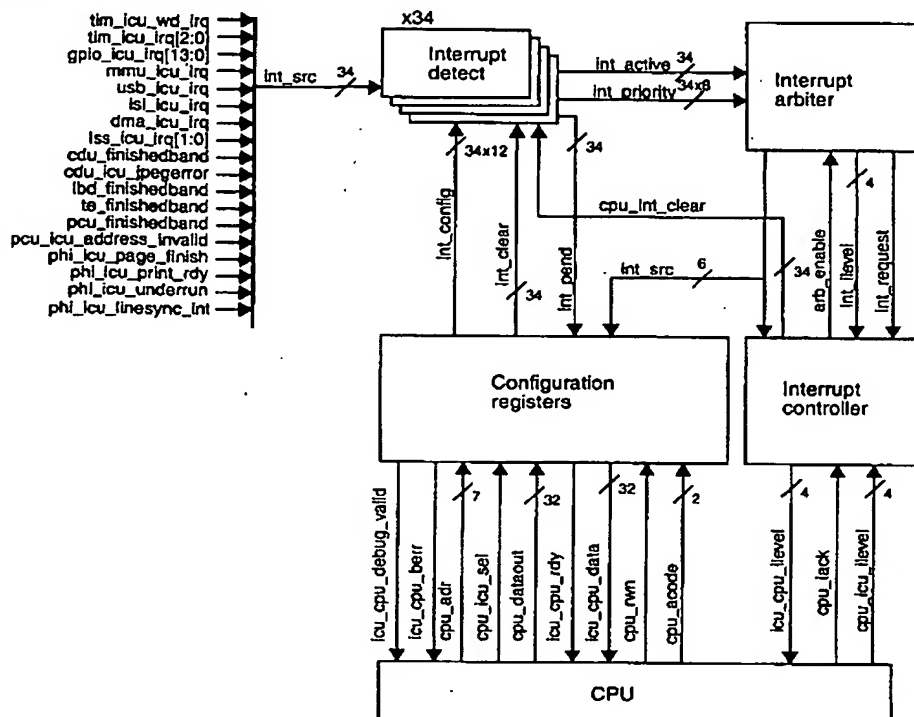 tim_icu_wd_irq
tim_icu_irq[2:0]
gpio_icu_irq[13:0]
mmu_icu_irq
usb_icu_irq
isi_icu_irq
dma_icu_irq
lss_icu_irq[1:0]
cdu_finishedband
cdu_icu_jpegerror
lbd_finishedband
te_finishedband
pcu_finishedband
pcu_icu_address_invalid
phi_icu_page_finish
phi_icu_print_rdy
phi_icu_underrun
phi_icu_linesync_int
int_src
34
x34
Interrupt
detect
int_active
34
int_priority
34x8
Interrupt
arbiter
34x12
34
int_config
int_clear
34
int_pend
cpu_int_clear
34
int_src
6
arb_enable
4
int_ilevel
int_request
Configuration
registers
Interrupt
controller
icu_cpu_debug_valid
icu_cpu_berr
7
cpu_adr
cpu_icu_sel
32
cpu_dataout
icu_cpu_rdy
32
icu_cpu_data
cpu_rwn
2
cpu_acode
4
icu_cpu_ilevel
cpu_iack
4
cpu_icu_ilevel
CPU